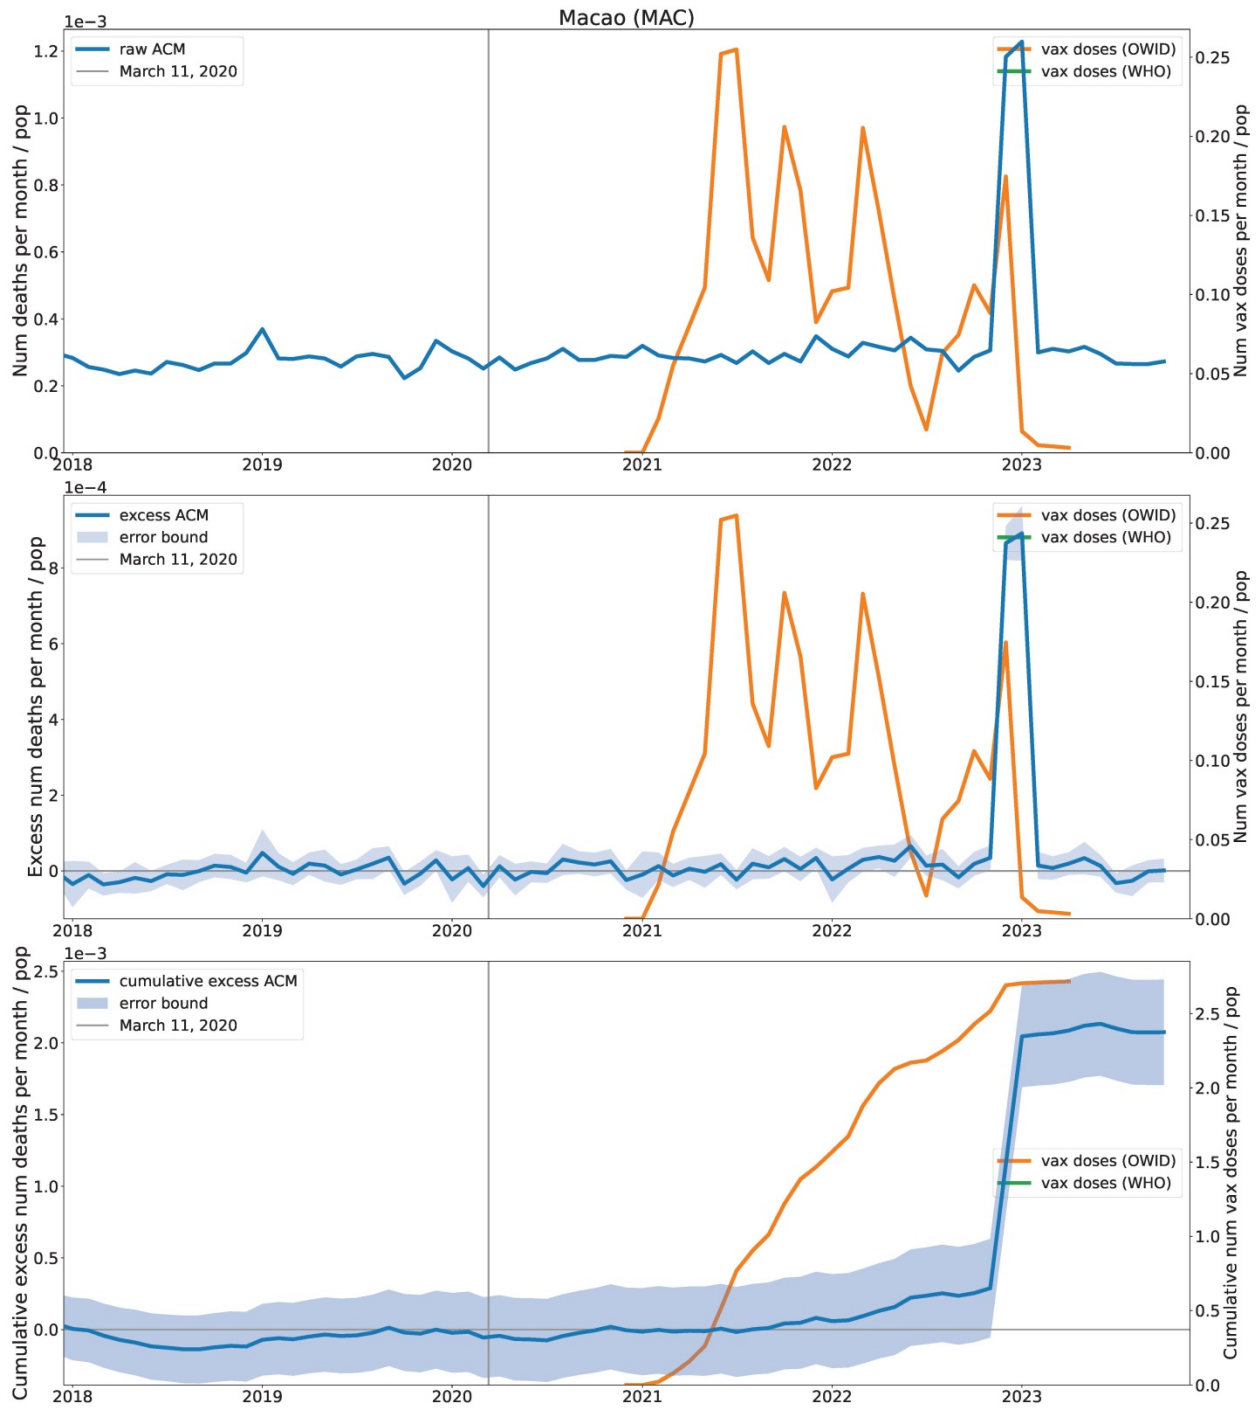 Macao (MAC)
1e−3
raw ACM
March 11, 2020
vax doses (OWID)
vax doses (WHO)
Num deaths per month / pop
Num vax doses per month / pop
1.2
1.0
0.8
0.6
0.4
0.2
0.0
0.25
0.20
0.15
0.10
0.05
0.00
2018 2019 2020 2021 2022 2023
1e−4
excess ACM
error bound
March 11, 2020
vax doses (OWID)
vax doses (WHO)
Excess num deaths per month / pop
Num vax doses per month / pop
8
6
4
2
0
0.25
0.20
0.15
0.10
0.05
0.00
2018 2019 2020 2021 2022 2023
1e−3
cumulative excess ACM
error bound
March 11, 2020
vax doses (OWID)
vax doses (WHO)
Cumulative excess num deaths per month / pop
Cumulative num vax doses per month / pop
2.5
2.0
1.5
1.0
0.5
0.0
2.5
2.0
1.5
1.0
0.5
0.0
2018 2019 2020 2021 2022 2023